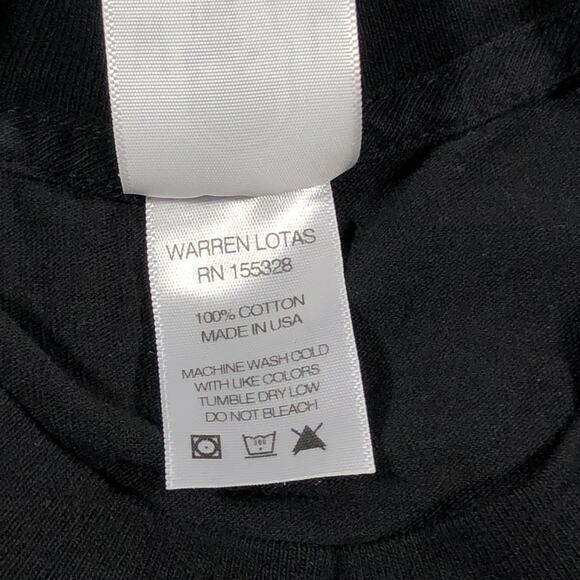 WARREN LOTAS
RN 155328
100% COTTON
MADE IN USA
MACHINE WASH COLD
WITH LIKE COLORS
TUMBLE DRY LOW
DO NOT BLEACH